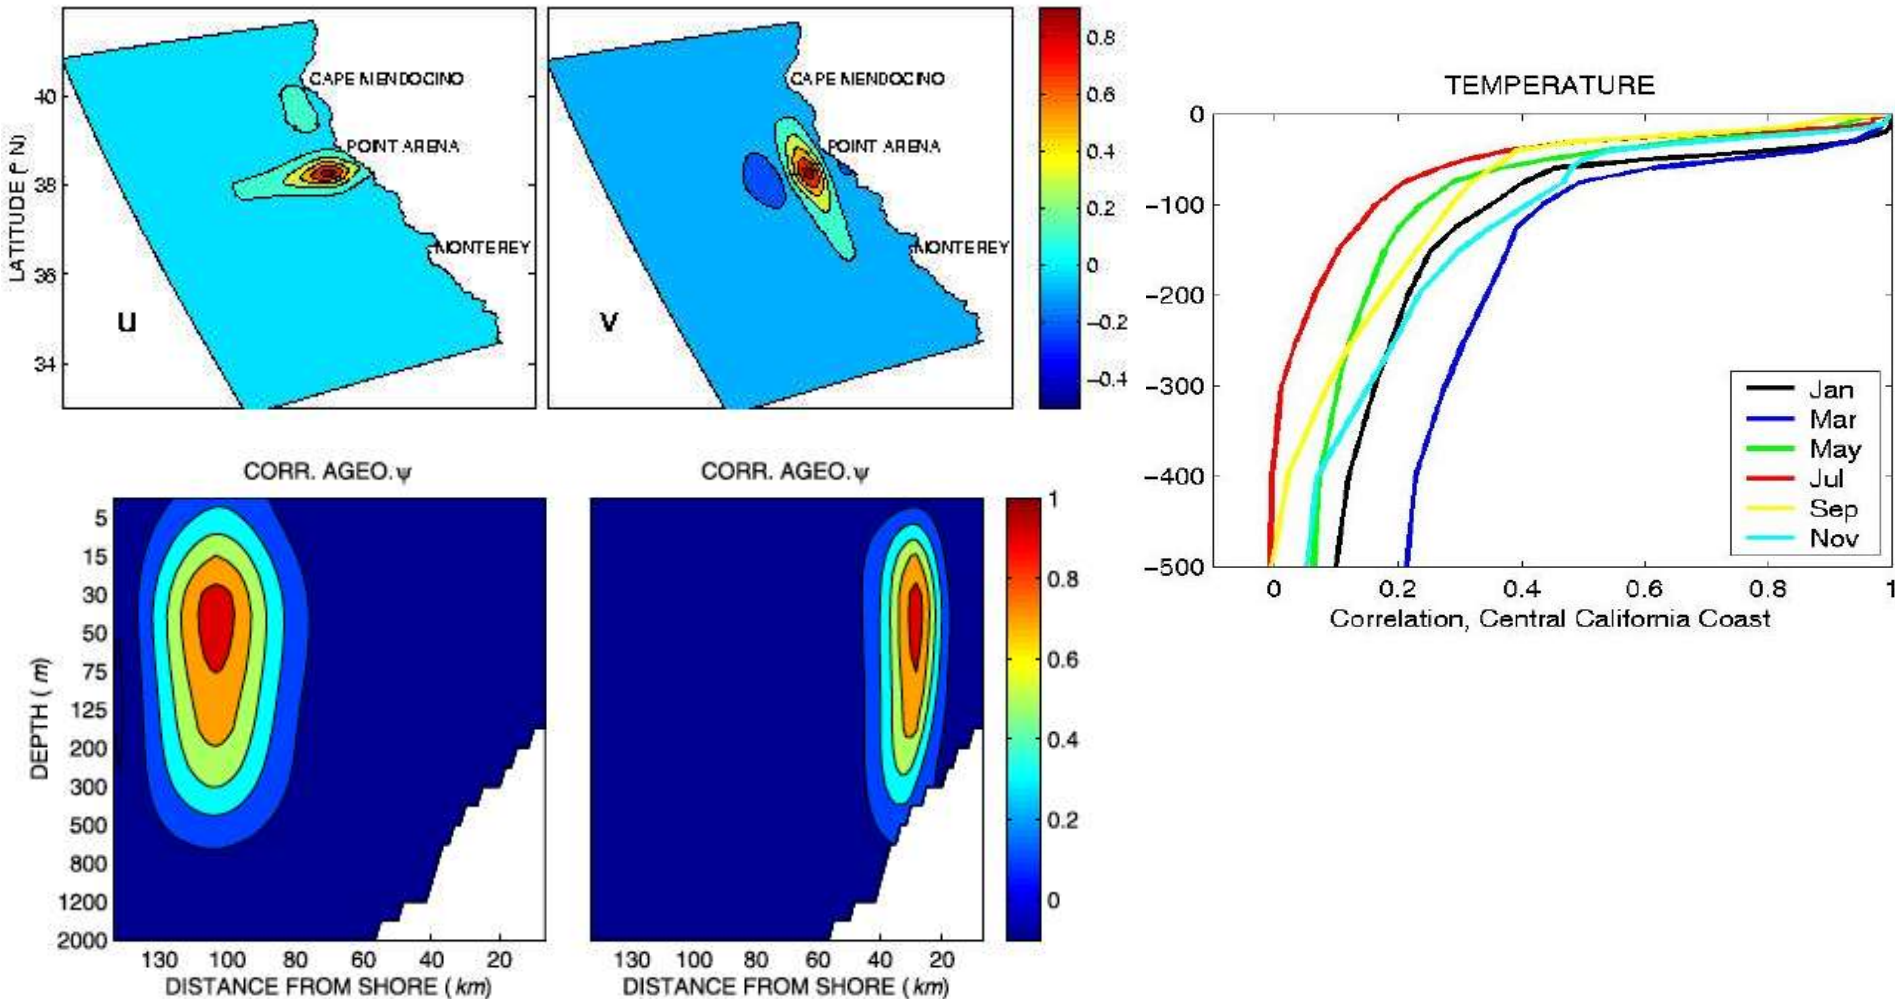 LATITUDE (° N)
40
38
36
34
CAPE MENDOCINO
POINT ARENA
MONTEREY
u
CAPE MENDOCINO
POINT ARENA
MONTEREY
v
0.8
0.6
0.4
0.2
0
−0.2
−0.4
TEMPERATURE
0
−100
−200
−300
−400
−500
Jan
Mar
May
Jul
Sep
Nov
0 0.2 0.4 0.6 0.8 1
Correlation, Central California Coast
CORR. AGEO.ψ
DEPTH ( m)
5
15
30
50
75
125
200
300
500
800
1200
2000
130 100 80 60 40 20
DISTANCE FROM SHORE ( km)
CORR. AGEO.ψ
130 100 80 60 40 20
DISTANCE FROM SHORE ( km)
1
0.8
0.6
0.4
0.2
0